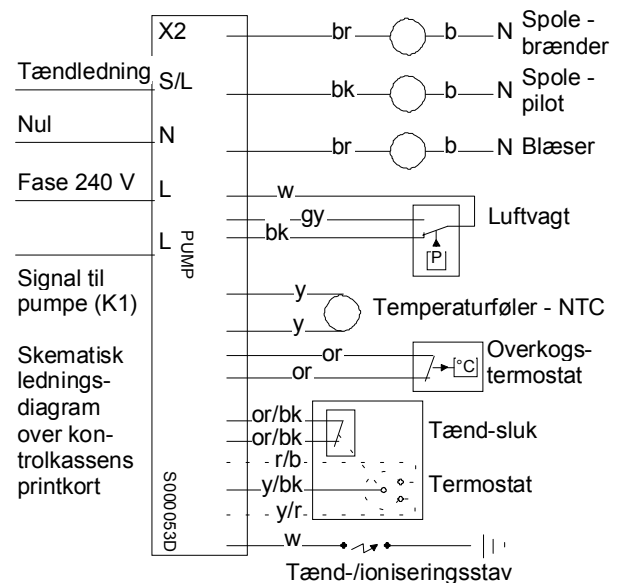 X2
br
b
N
Spole -
brænder
Tændledning
S/L
bk
b
N
Spole -
pilot
Nul
N
br
b
N
Blæser
Fase 240 V
L
w
gy
bk
P
Luftvagt
L
PUMP
Signal til
pumpe (K1)
y
y
Temperaturføler - NTC
Skematisk
lednings-
diagram
over kon-
trolkassens
printkort
or
or
°C
Overkogs-
termostat
or/bk
or/bk
Tænd-sluk
r/b
y/bk
y/r
Termostat
S000053D
w
Tænd-/ioniseringsstav